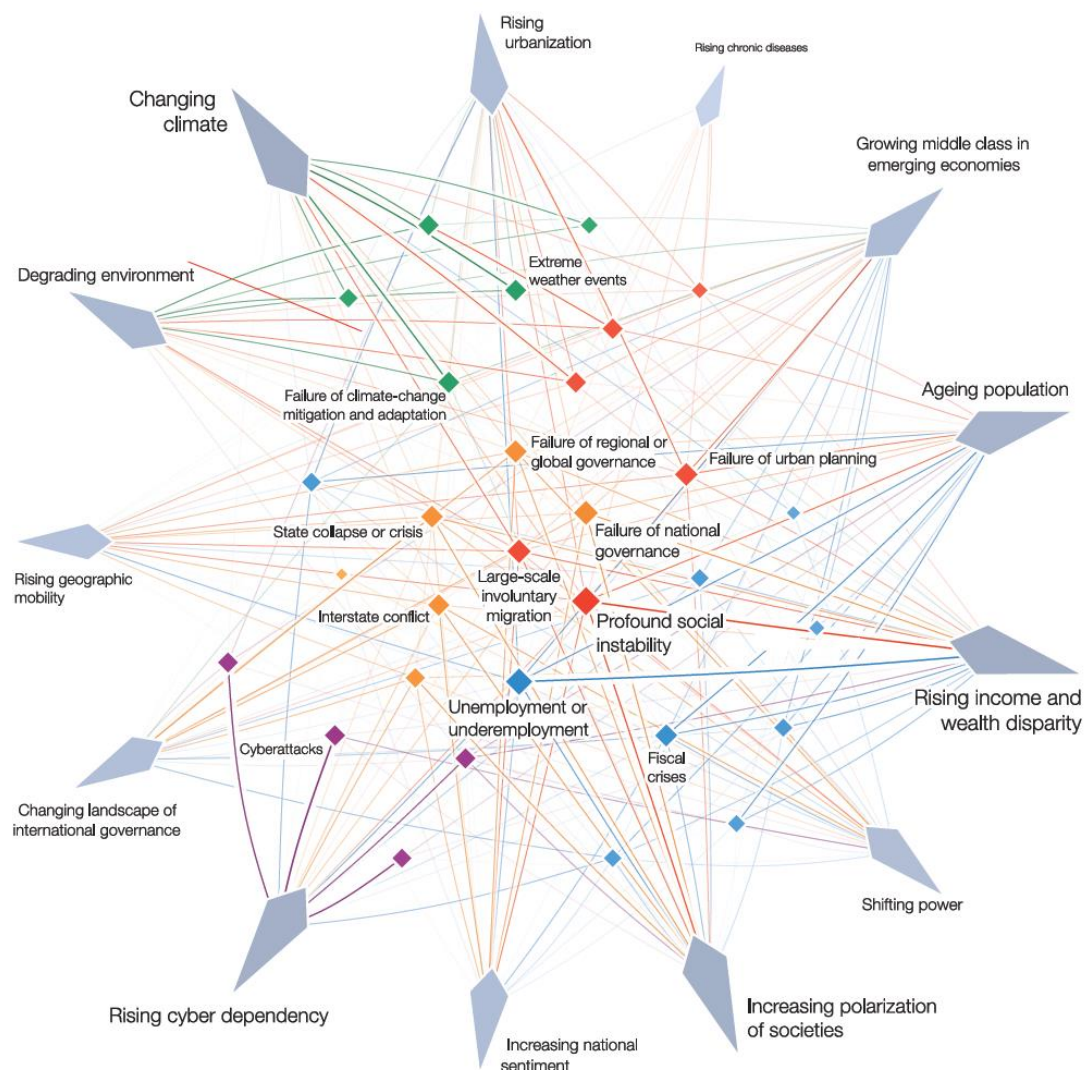 Rising
urbanization
Rising chronic diseases
Changing
climate
Growing middle class in
emerging economies
Degrading environment
Extreme
weather events
Failure of climate-change
mitigation and adaptation
Ageing population
Failure of regional or
global governance
Failure of urban planning
State collapse or crisis
Failure of national
governance
Rising geographic
mobility
Large-scale
involuntary
migration
Interstate conflict
Profound social
instability
Rising income and
wealth disparity
Unemployment or
underemployment
Cyberattacks
Fiscal
crises
Changing landscape of
international governance
Shifting power
Rising cyber dependency
Increasing polarization
of societies
Increasing national
sentiment